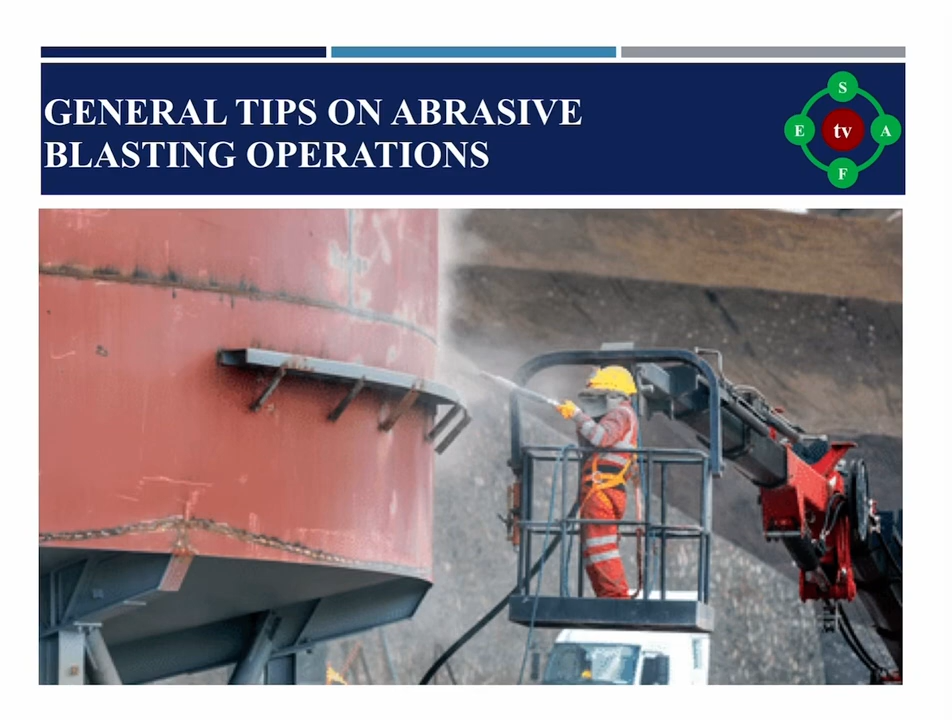 GENERAL TIPS ON ABRASIVE
BLASTING OPERATIONS
S
E tv A
F